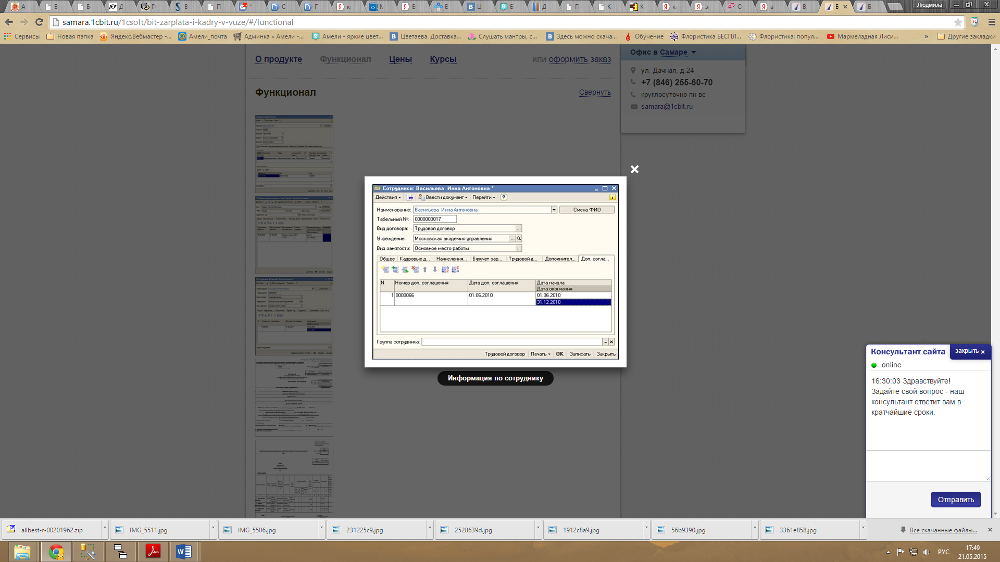 Людмила
samara.1cbit.ru/1csoft/bit-zarplata-i-kadry-v-vuze/#/functional
Сервисы
Новая папка
Яндекс.Вебмастер -...
Амели_почта
Админка « Амели -...
Амели - яркие цвет...
Цветаева. Доставка...
Слушать мантры, с...
Здесь можно скача...
Обучение
Флористика БЕСПЛ...
Флористика: попул...
Мармеладная Лиси...
»
Другие закладки
О продукте
Функционал
Цены
Курсы
или оформить заказ
Офис в Самаре
ул. Дачная, д.24
+7 (846) 255-60-70
круглосуточно пн-вс
samara@1cbit.ru
Функционал
Свернуть
Сотрудники: Васильева Инна Антоновна *
Действия
Ввести документ
Перейти
Наименование: Васильева Инна Антоновна
Смена ФИО
Табельный №: 0000000017
Вид договора: Трудовой договор
Учреждение: Московская академия управления
Вид занятости: Основное место работы
Общее
Кадровые д...
Начисления...
Бухучет зар...
Трудовой д...
Дополнител...
Доп. согла...
N
Номер доп. соглашения
Дата доп. соглашения
Дата начала
Дата окончания
1
0000066
01.06.2010
01.06.2010
31.12.2010
Группа сотрудника:
Трудовой договор
Печать
OK
Записать
Закрыть
Информация по сотруднику
Консультант сайта
закрыть ×
online
16:30:03 Здравствуйте!
Задайте свой вопрос - наш
консультант ответит вам в
кратчайшие сроки.
Отправить
allbest-r-00201962.zip
IMG_5511.jpg
IMG_5506.jpg
231225c9.jpg
2528639d.jpg
1912c8a9.jpg
56b9390.jpg
3361e858.jpg
Все скачанные файлы...
РУС
17:49
21.05.2015